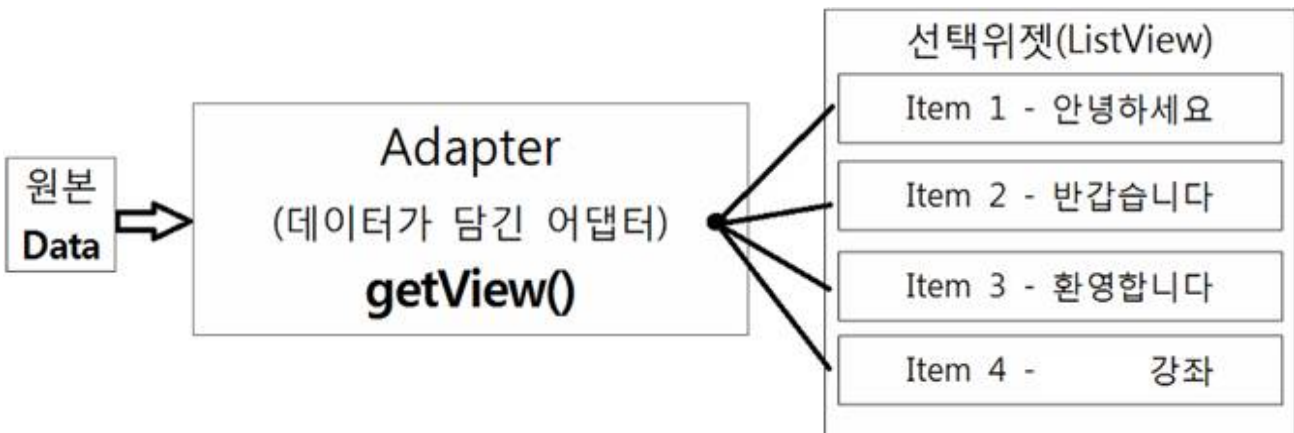 원본
Data
Adapter
(데이터가 담긴 어댑터)
getView()
선택위젯(ListView)
Item 1 - 안녕하세요
Item 2 - 반갑습니다
Item 3 - 환영합니다
Item 4 - 강좌